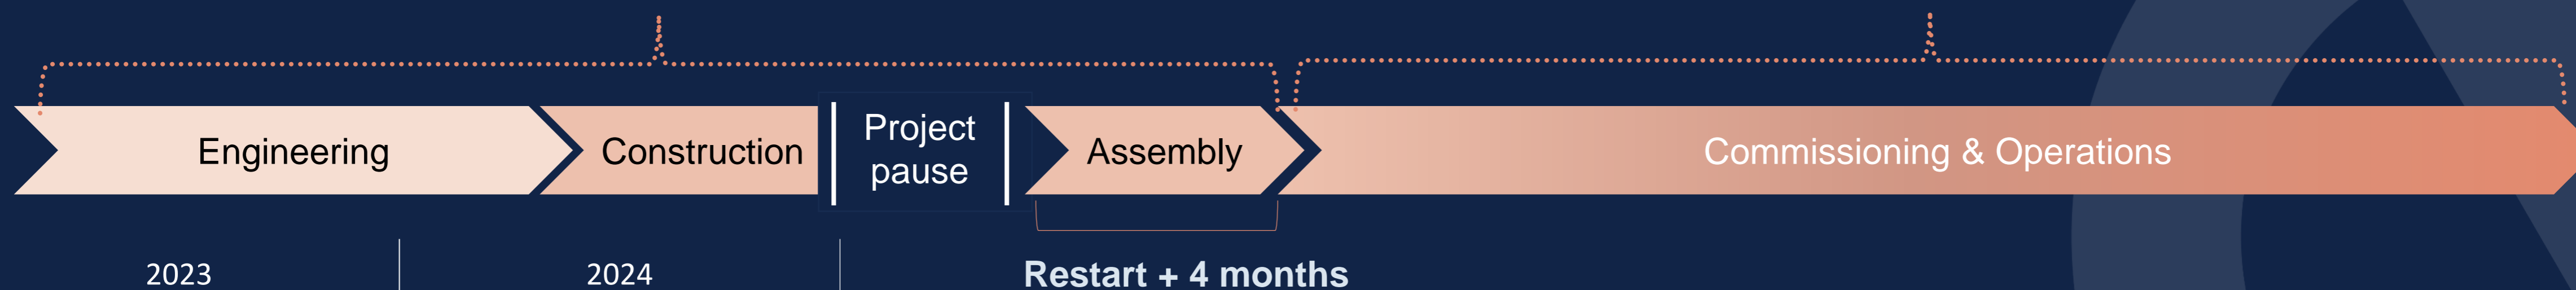 Engineering
Construction
Project
pause
Assembly
Commissioning & Operations
2023
2024
Restart + 4 months